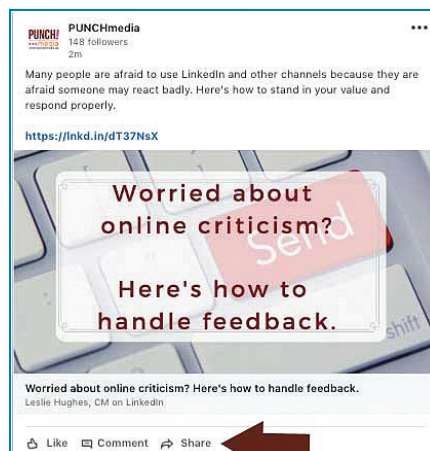 PUNCH!
media
PUNCHmedia
148 followers
2m
Many people are afraid to use LinkedIn and other channels because they are
afraid someone may react badly. Here's how to stand in your value and
respond properly.
https://lnkd.in/dT37NsX
Worried about
online criticism?
Send
Here's how to
handle feedback.
shift
Worried about online criticism? Here's how to handle feedback.
Leslie Hughes, CM on LinkedIn
Like Comment Share